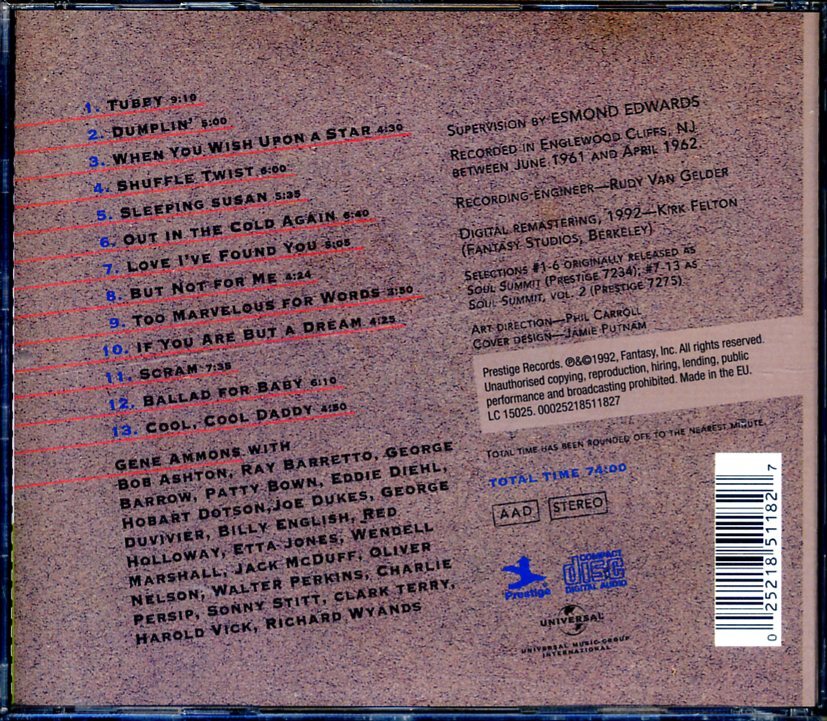 1. Tubby 9:10
2. Dumplin' 5:00
3. When You Wish Upon a Star 4:30
4. Shuffle Twist 6:00
5. Sleeping Susan 5:35
6. Out in the Cold Again 6:40
7. Love I've Found You 5:05
8. But Not for Me 4:24
9. Too Marvelous for Words 3:50
10. If You Are But a Dream 4:25
11. Scram 7:35
12. Ballad for Baby 6:10
13. Cool, Cool Daddy 4:50
Gene Ammons with
Bob Ashton, Ray Barretto, George
Barrow, Patty Bown, Eddie Diehl,
Hobart Dotson,Joe Dukes, George
Duvivier, Billy English, Red
Holloway, Etta Jones, Wendell
Marshall, Jack McDuff, Oliver
Nelson, Walter Perkins, Charlie
Persip, Sonny Stitt, Clark Terry,
Harold Vick, Richard Wyands
Supervision by Esmond Edwards
Recorded in Englewood Cliffs, NJ
between June 1961 and April 1962.
Recording engineer—Rudy Van Gelder
Digital remastering, 1992—Kirk Felton
(Fantasy Studios, Berkeley)
Selections #1-6 originally released as
Soul Summit (Prestige 7234); #7-13 as
Soul Summit, vol. 2 (Prestige 7275).
Art direction—Phil Carroll
Cover design—Jamie Putnam
Prestige Records. ℗&©1992, Fantasy, Inc. All rights reserved.
Unauthorised copying, reproduction, hiring, lending, public
performance and broadcasting prohibited. Made in the EU.
LC 15025. 00025218511827
Total time has been rounded off to the nearest minute.
TOTAL TIME 74:00
AAD STEREO
Prestige
COMPACT
disc
DIGITAL AUDIO
UNIVERSAL
UNIVERSAL MUSIC GROUP
INTERNATIONAL
0 25218 51182 7